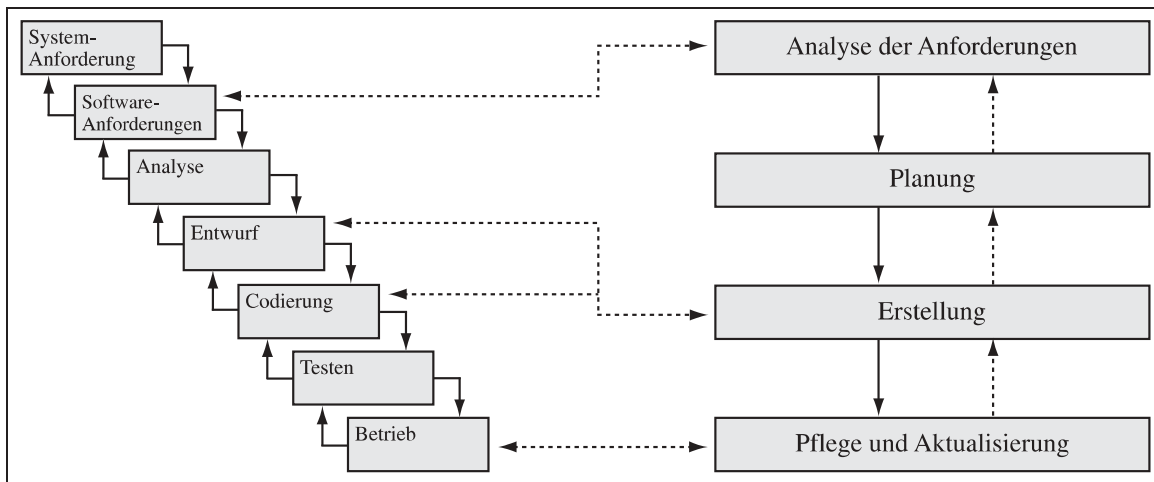 System-
Anforderung
Software-
Anforderungen
Analyse
Entwurf
Codierung
Testen
Betrieb
Analyse der Anforderungen
Planung
Erstellung
Pflege und Aktualisierung